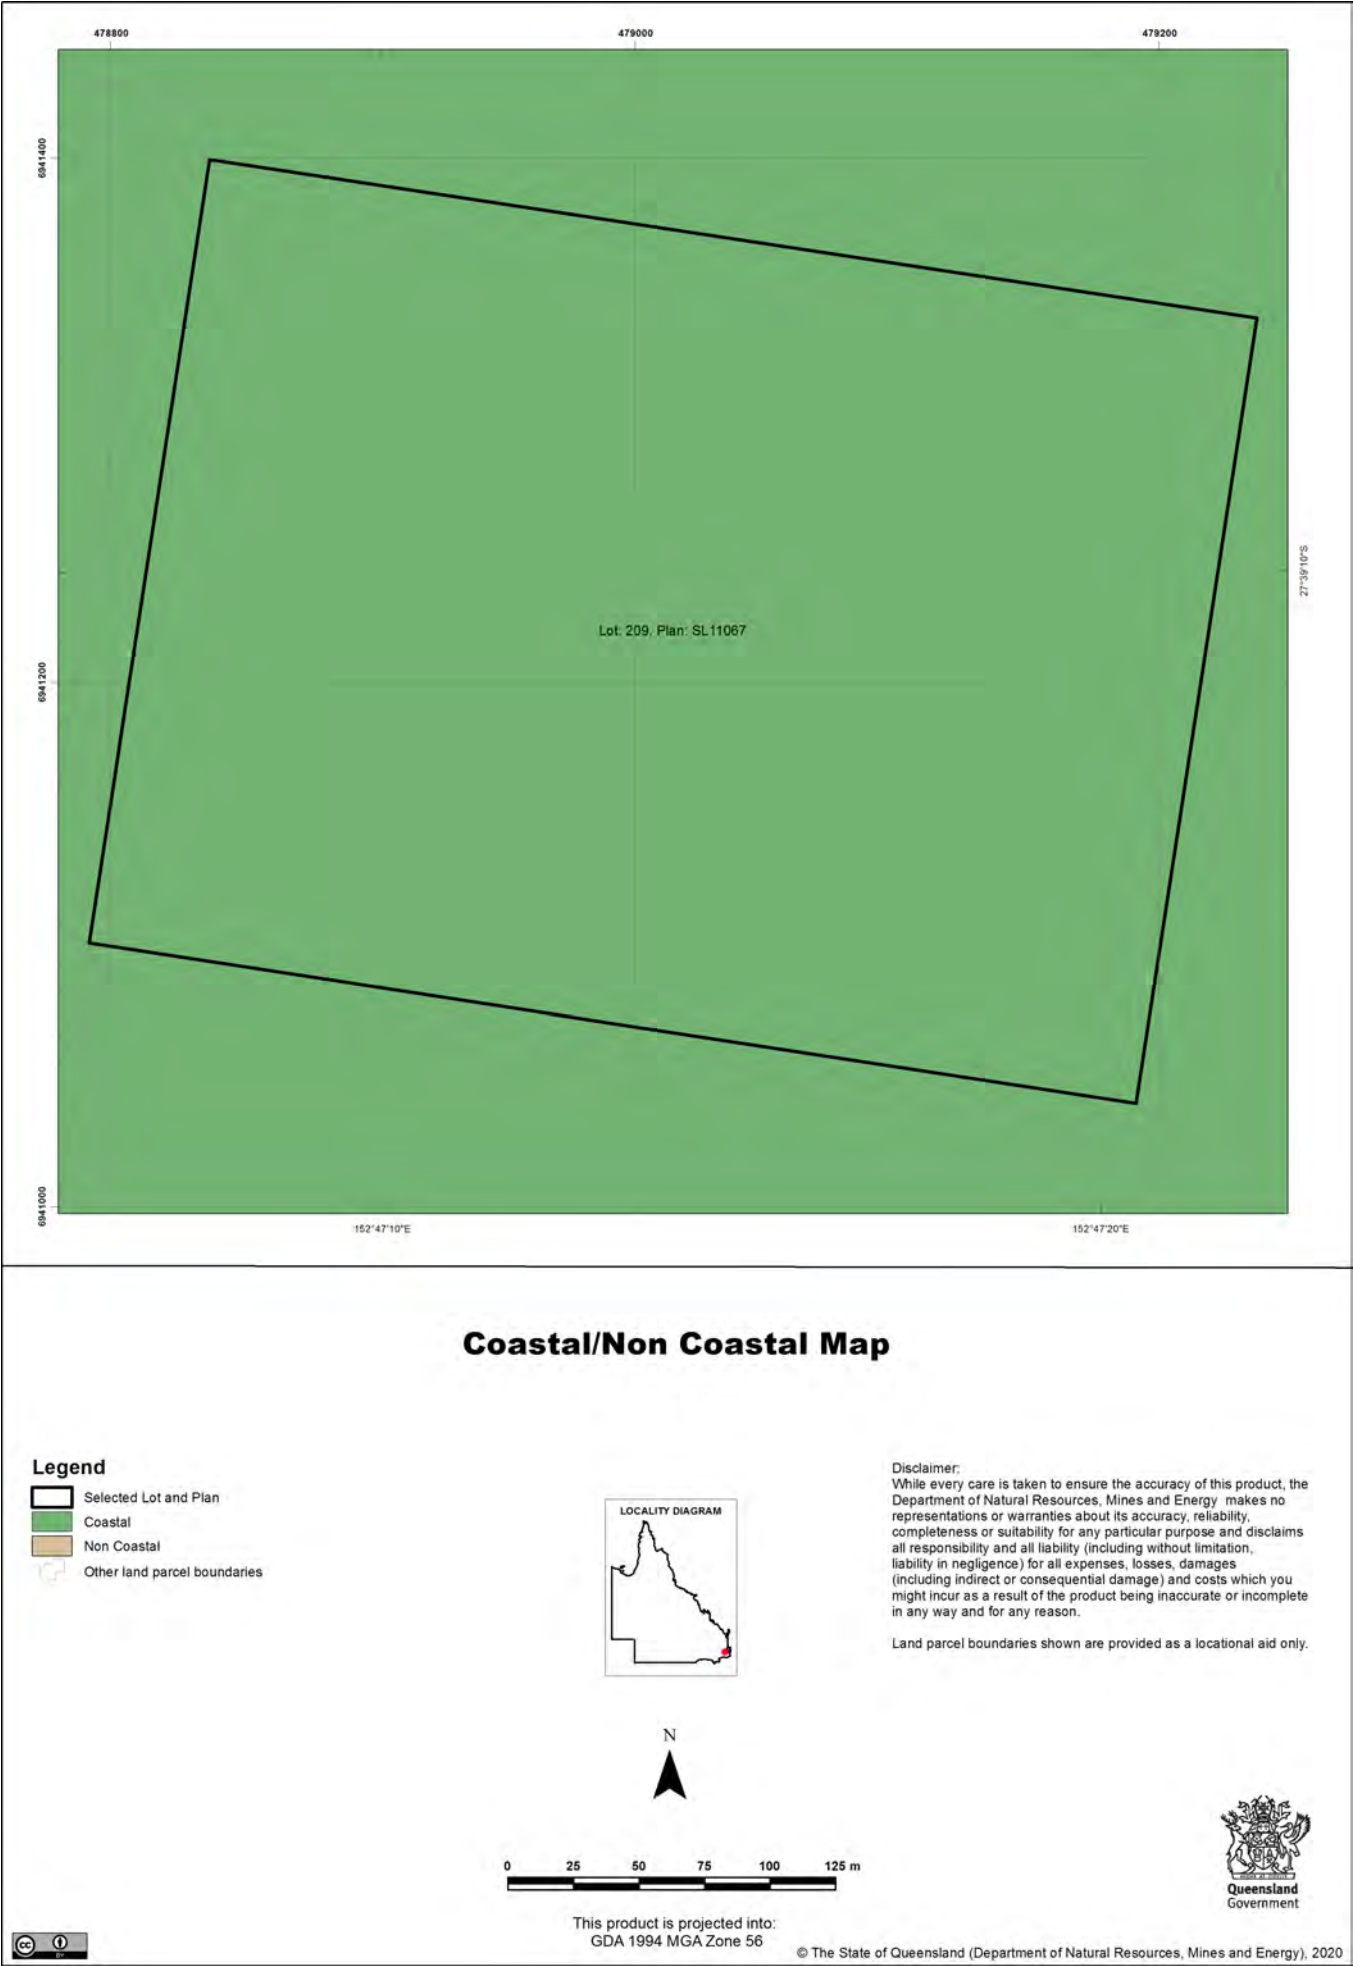 478800
479000
479200
6941400
27°39'10"S
Lot: 209. Plan: SL11067
6941200
6941000
152°47'10"E
152°47'20"E
Coastal/Non Coastal Map
Legend
Selected Lot and Plan
Coastal
Non Coastal
Other land parcel boundaries
LOCALITY DIAGRAM
Disclaimer:
While every care is taken to ensure the accuracy of this product, the
Department of Natural Resources, Mines and Energy makes no
representations or warranties about its accuracy, reliability,
completeness or suitability for any particular purpose and disclaims
all responsibility and all liability (including without limitation,
liability in negligence) for all expenses, losses, damages
(including indirect or consequential damage) and costs which you
might incur as a result of the product being inaccurate or incomplete
in any way and for any reason.
Land parcel boundaries shown are provided as a locational aid only.
N
0 25 50 75 100 125 m
This product is projected into:
GDA 1994 MGA Zone 56
Queensland
Government
cc
BY
© The State of Queensland (Department of Natural Resources, Mines and Energy), 2020